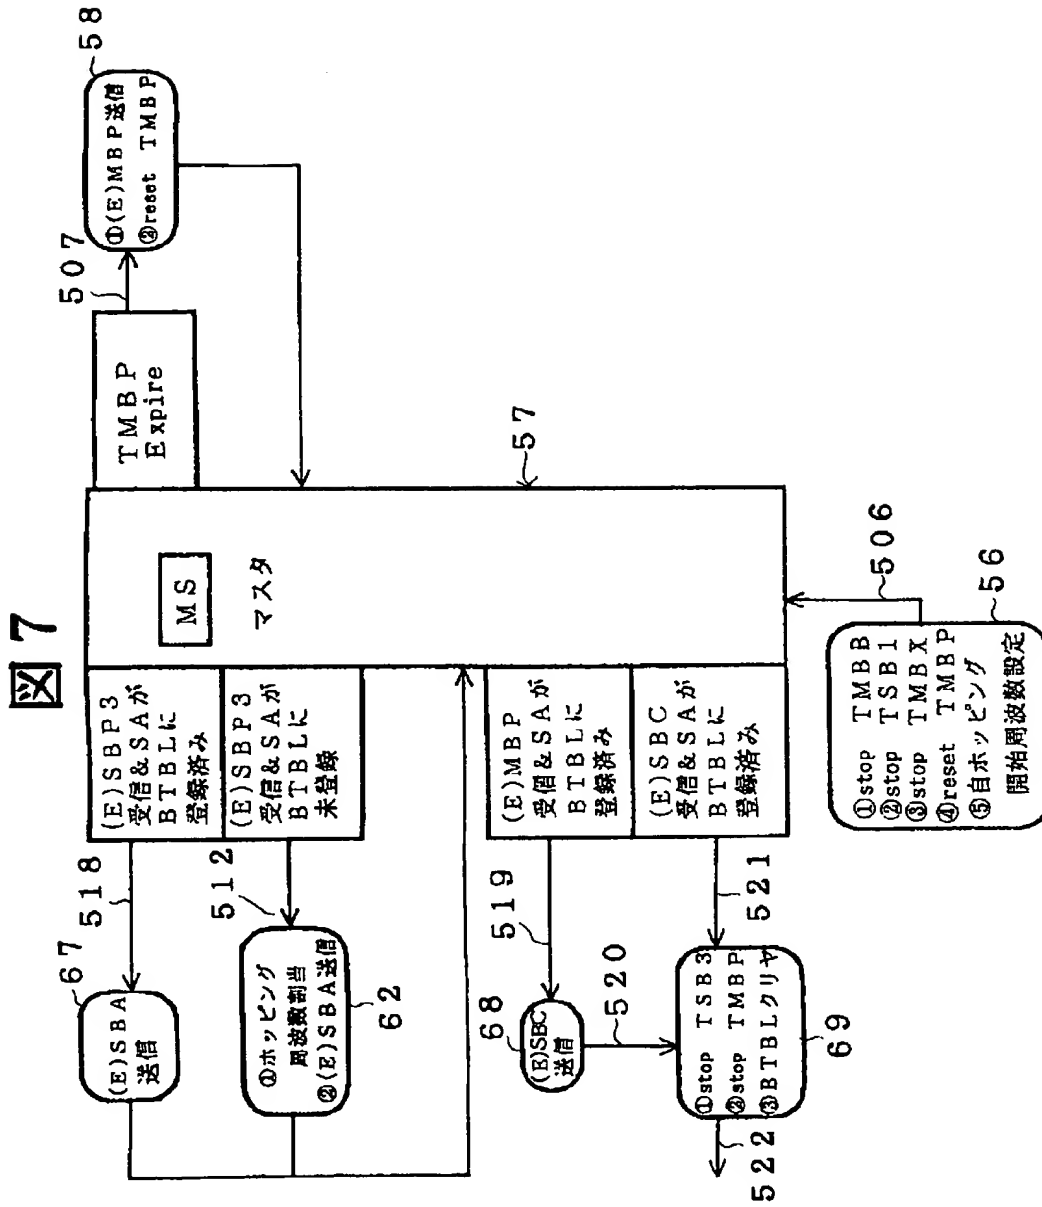 図7
58
①(E)MBP送信
②reset TMBP
507
TMBP
Expire
57
MS
マスタ
506
56
①stop TMBB
②stop TSB1
③stop TMBX
④reset TMBP
⑤自ホッピング
開始周波数設定
(E)SBP3
受信&SAが
BTBLに
登録済み
(E)SBP3
受信&SAが
BTBLに
未登録
(E)MBP
受信&SAが
BTBLに
登録済み
(E)SBC
受信&SAが
BTBLに
登録済み
518
67
(E)SBA
送信
512
①ホッピング
周波数割当
②(E)SBA送信
62
519
68
(E)SBC
送信
520
521
①stop TSB3
②stop TMBP
③BTBLクリヤ
69
522